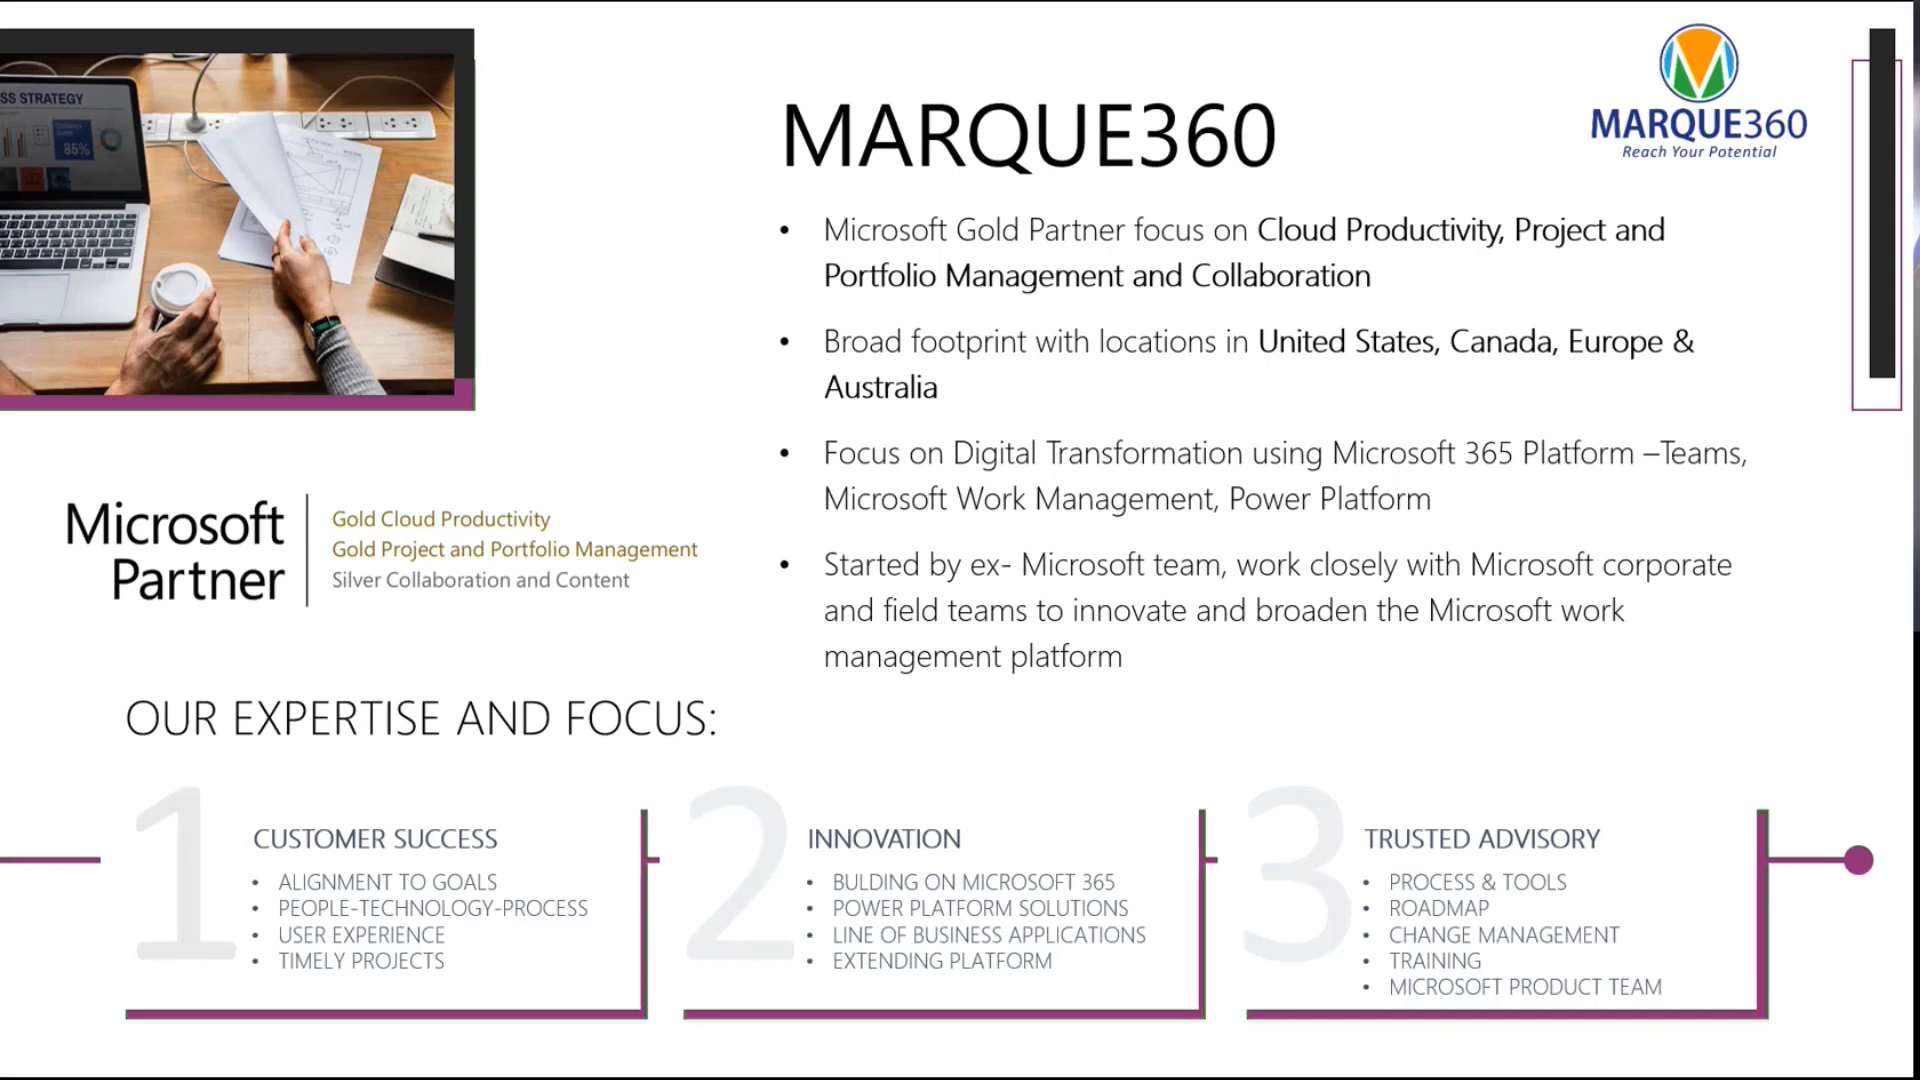 SS STRATEGY
85%
MARQUE360
MARQUE360
Reach Your Potential
• Microsoft Gold Partner focus on Cloud Productivity, Project and
Portfolio Management and Collaboration
• Broad footprint with locations in United States, Canada, Europe &
Australia
• Focus on Digital Transformation using Microsoft 365 Platform –Teams,
Microsoft Work Management, Power Platform
• Started by ex- Microsoft team, work closely with Microsoft corporate
and field teams to innovate and broaden the Microsoft work
management platform
Microsoft
Partner
Gold Cloud Productivity
Gold Project and Portfolio Management
Silver Collaboration and Content
OUR EXPERTISE AND FOCUS:
1
CUSTOMER SUCCESS
• ALIGNMENT TO GOALS
• PEOPLE-TECHNOLOGY-PROCESS
• USER EXPERIENCE
• TIMELY PROJECTS
2
INNOVATION
• BULDING ON MICROSOFT 365
• POWER PLATFORM SOLUTIONS
• LINE OF BUSINESS APPLICATIONS
• EXTENDING PLATFORM
3
TRUSTED ADVISORY
• PROCESS & TOOLS
• ROADMAP
• CHANGE MANAGEMENT
• TRAINING
• MICROSOFT PRODUCT TEAM